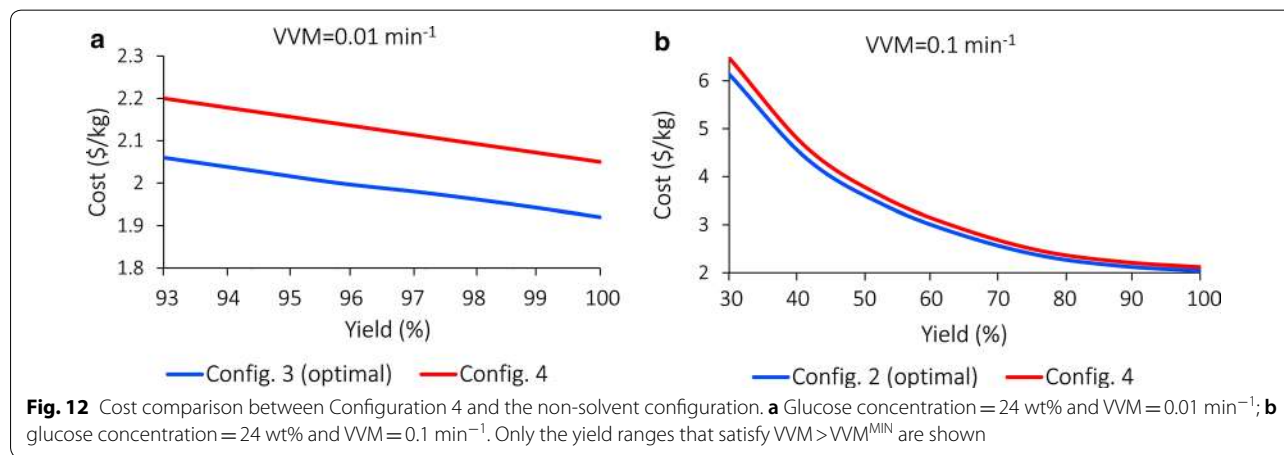 a
VVM=0.01 min⁻¹
2.3
2.2
2.1
2
1.9
1.8
Cost ($/kg)
93 94 95 96 97 98 99 100
Yield (%)
Config. 3 (optimal) Config. 4
b
VVM=0.1 min⁻¹
6
5
4
3
2
Cost ($/kg)
30 40 50 60 70 80 90 100
Yield (%)
Config. 2 (optimal) Config. 4
Fig. 12 Cost comparison between Configuration 4 and the non-solvent configuration. a Glucose concentration = 24 wt% and VVM = 0.01 min⁻¹; b
glucose concentration = 24 wt% and VVM = 0.1 min⁻¹. Only the yield ranges that satisfy VVM > VVMᴹᴵᴺ are shown